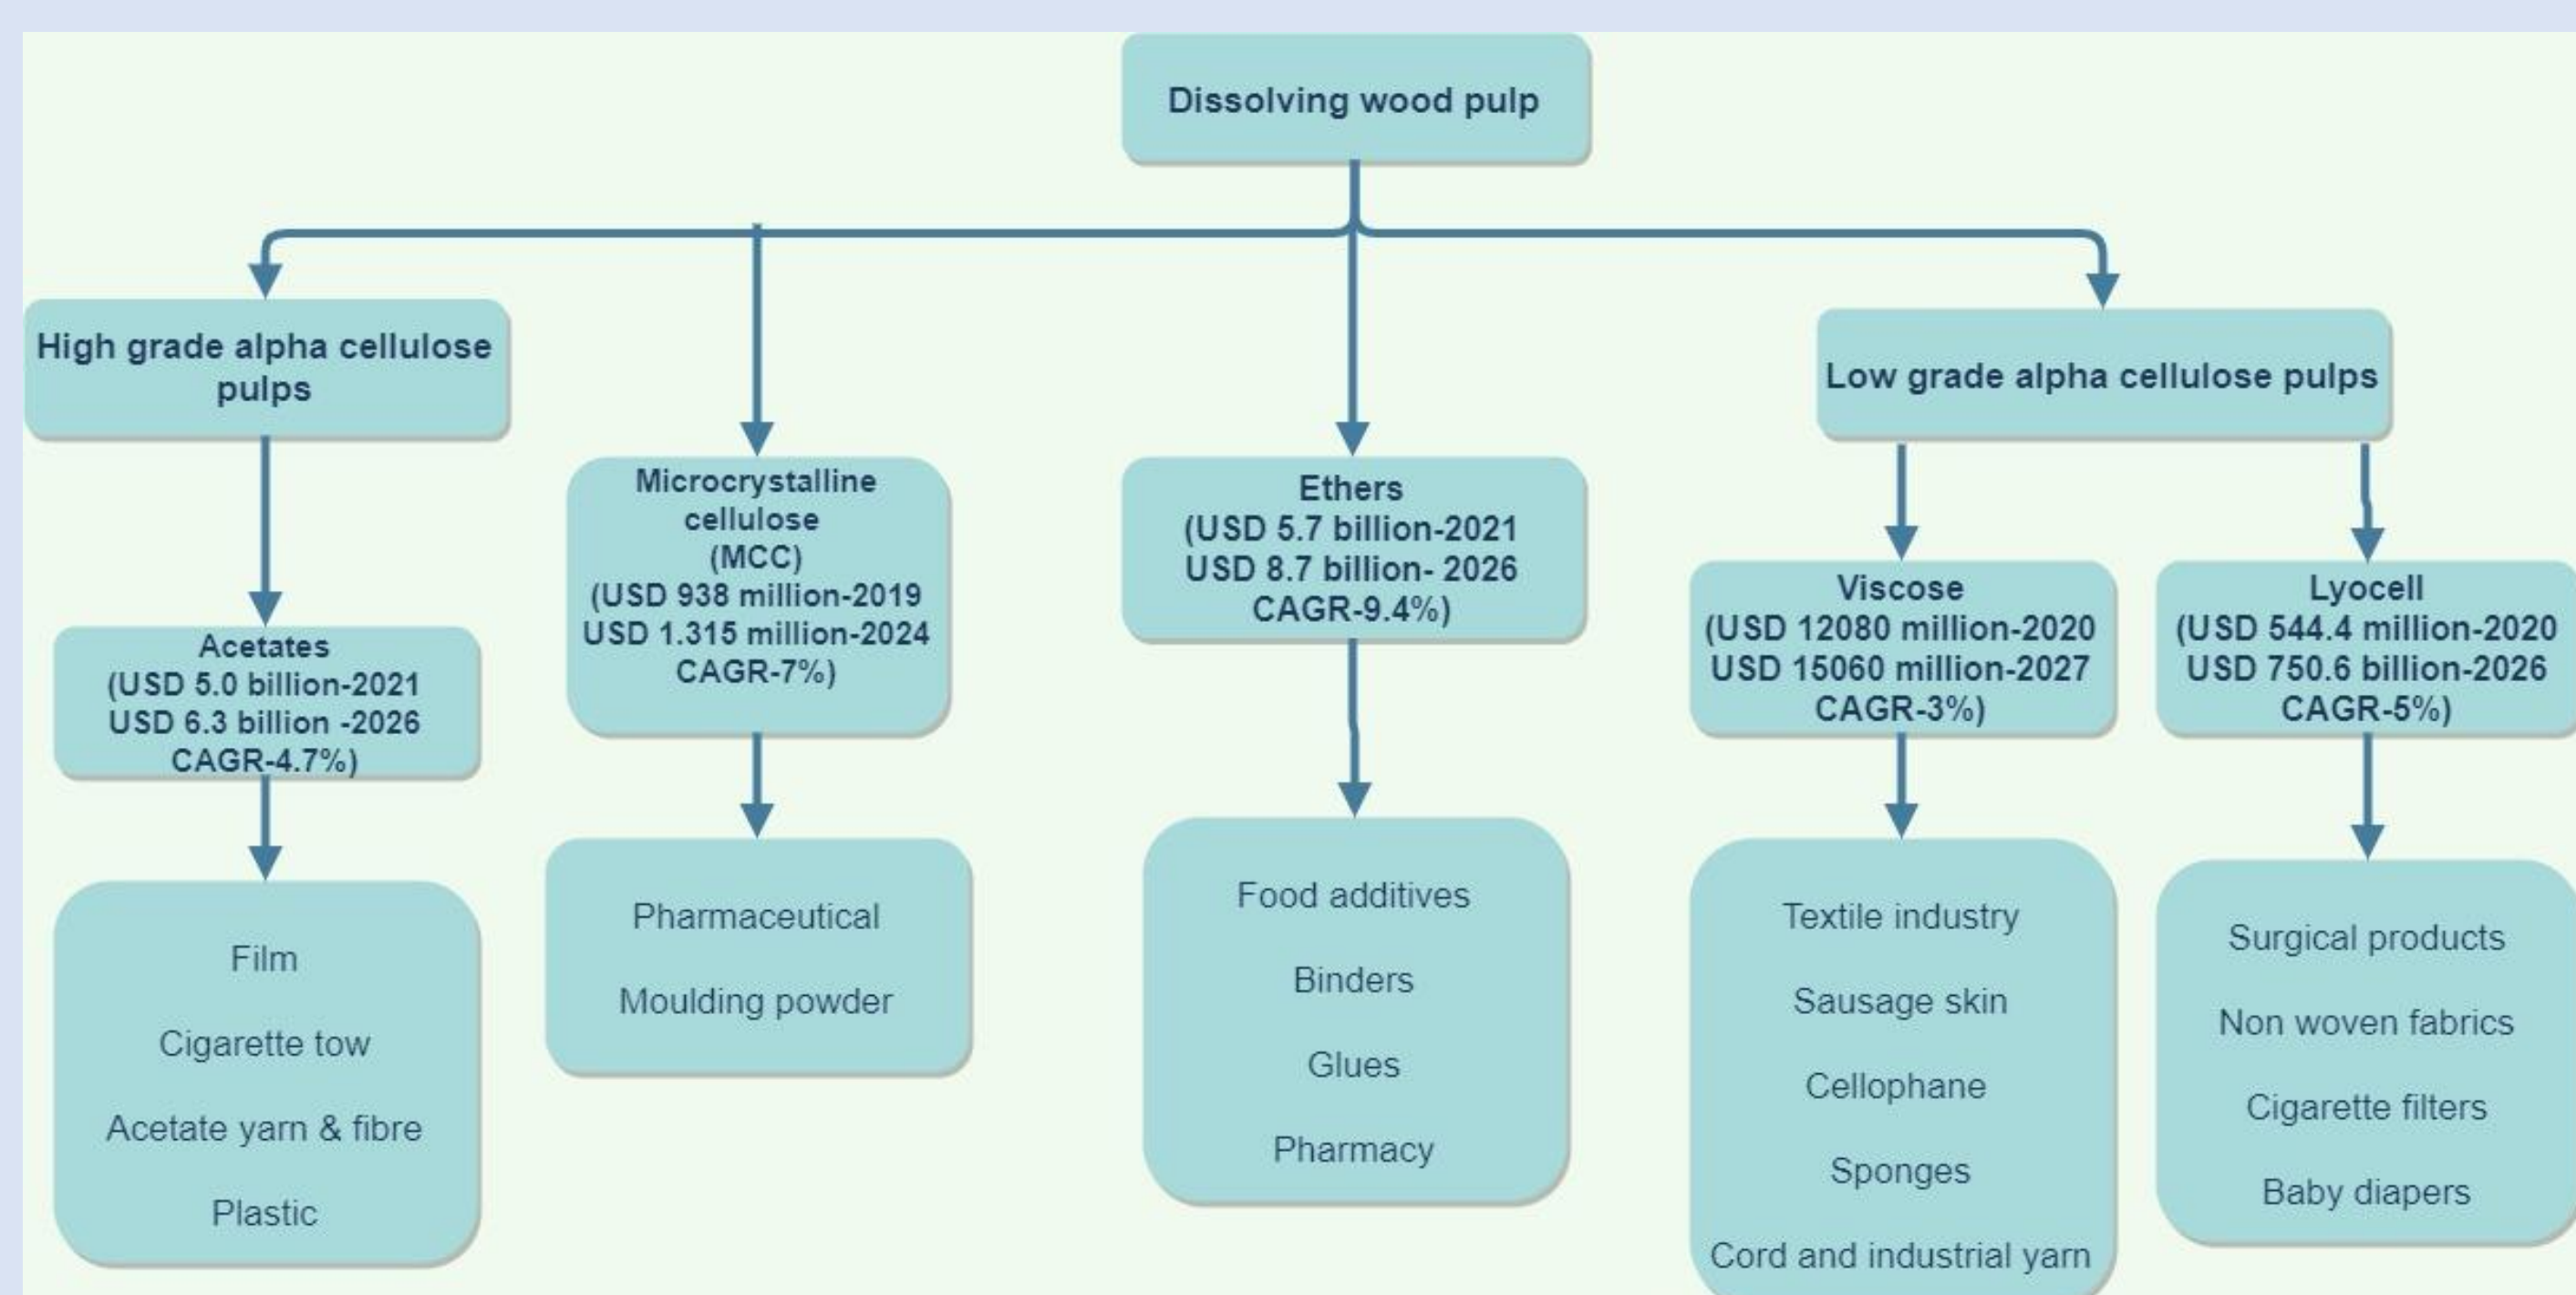 Dissolving wood pulp
High grade alpha cellulose
pulps
Low grade alpha cellulose pulps
Microcrystalline
cellulose
(MCC)
(USD 938 million-2019
USD 1.315 million-2024
CAGR-7%)
Ethers
(USD 5.7 billion-2021
USD 8.7 billion- 2026
CAGR-9.4%)
Viscose
(USD 12080 million-2020
USD 15060 million-2027
CAGR-3%)
Lyocell
(USD 544.4 million-2020
USD 750.6 billion-2026
CAGR-5%)
Acetates
(USD 5.0 billion-2021
USD 6.3 billion -2026
CAGR-4.7%)
Film
Cigarette tow
Acetate yarn & fibre
Plastic
Pharmaceutical
Moulding powder
Food additives
Binders
Glues
Pharmacy
Textile industry
Sausage skin
Cellophane
Sponges
Cord and industrial yarn
Surgical products
Non woven fabrics
Cigarette filters
Baby diapers